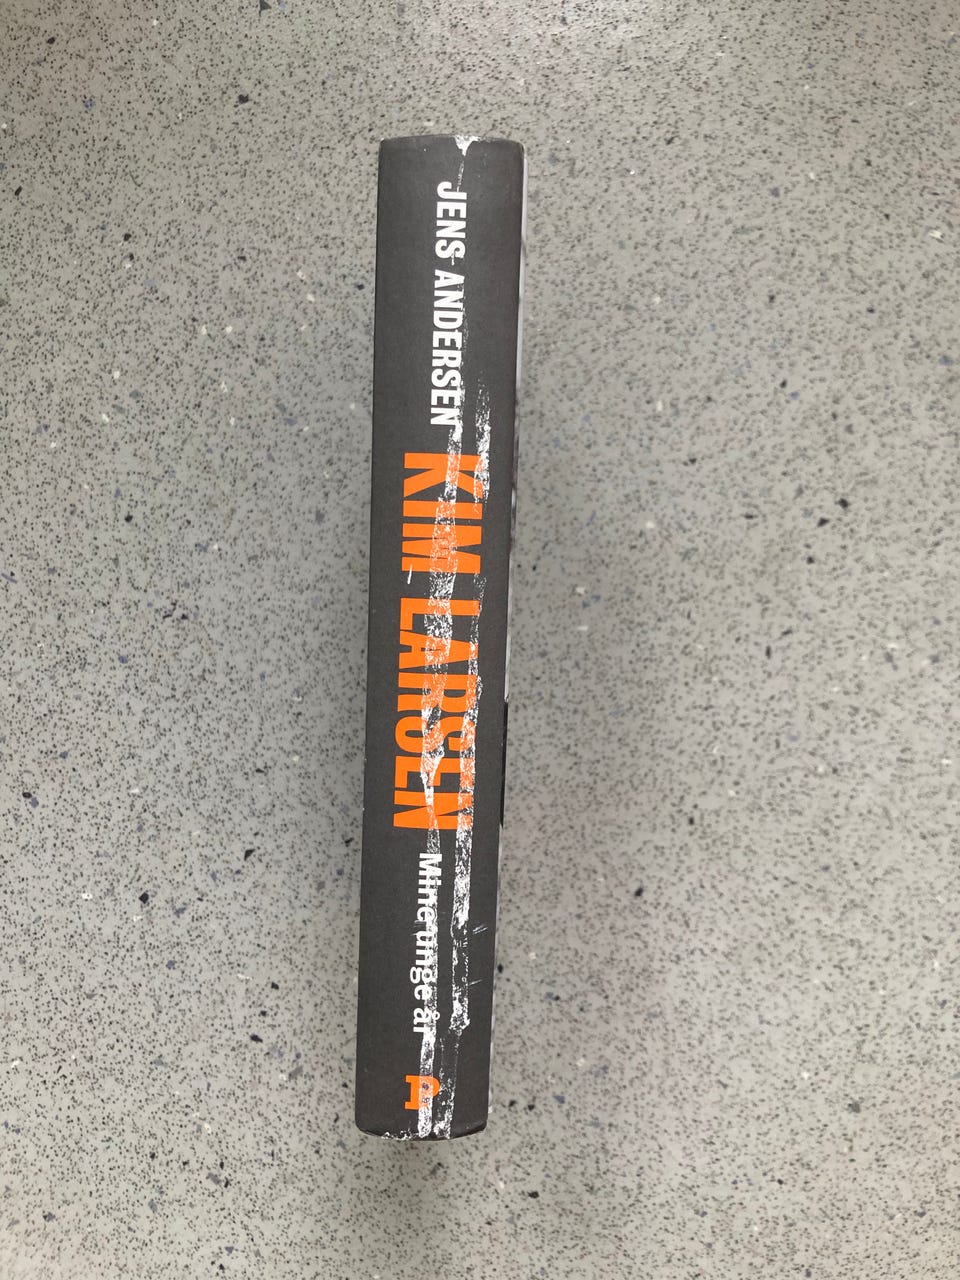 JENS ANDERSEN
KIM LARSEN
Mine unge år
A